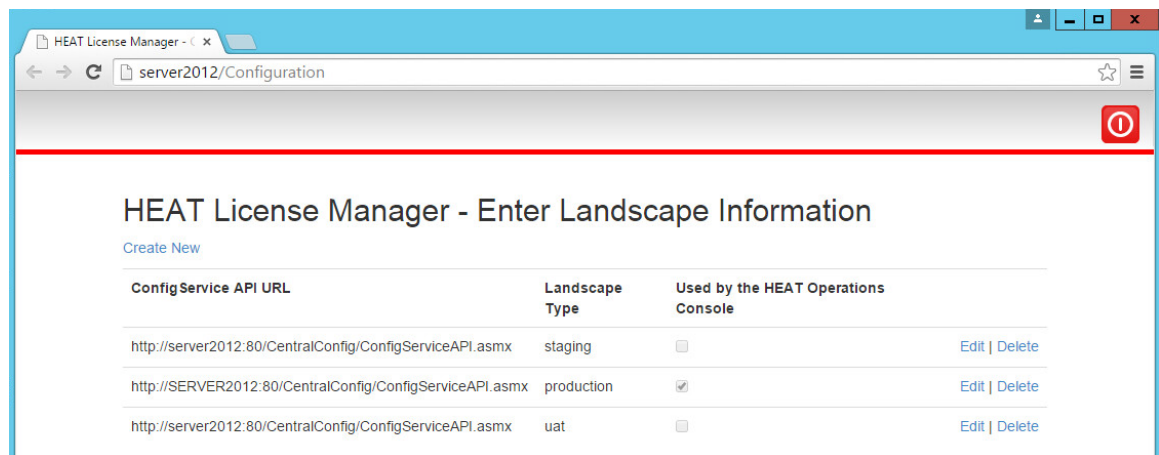 HEAT License Manager - C
server2012/Configuration
HEAT License Manager - Enter Landscape Information
Create New
ConfigService API URL Landscape Type Used by the HEAT Operations Console
http://server2012:80/CentralConfig/ConfigServiceAPI.asmx staging Edit | Delete
http://SERVER2012:80/CentralConfig/ConfigServiceAPI.asmx production Edit | Delete
http://server2012:80/CentralConfig/ConfigServiceAPI.asmx uat Edit | Delete